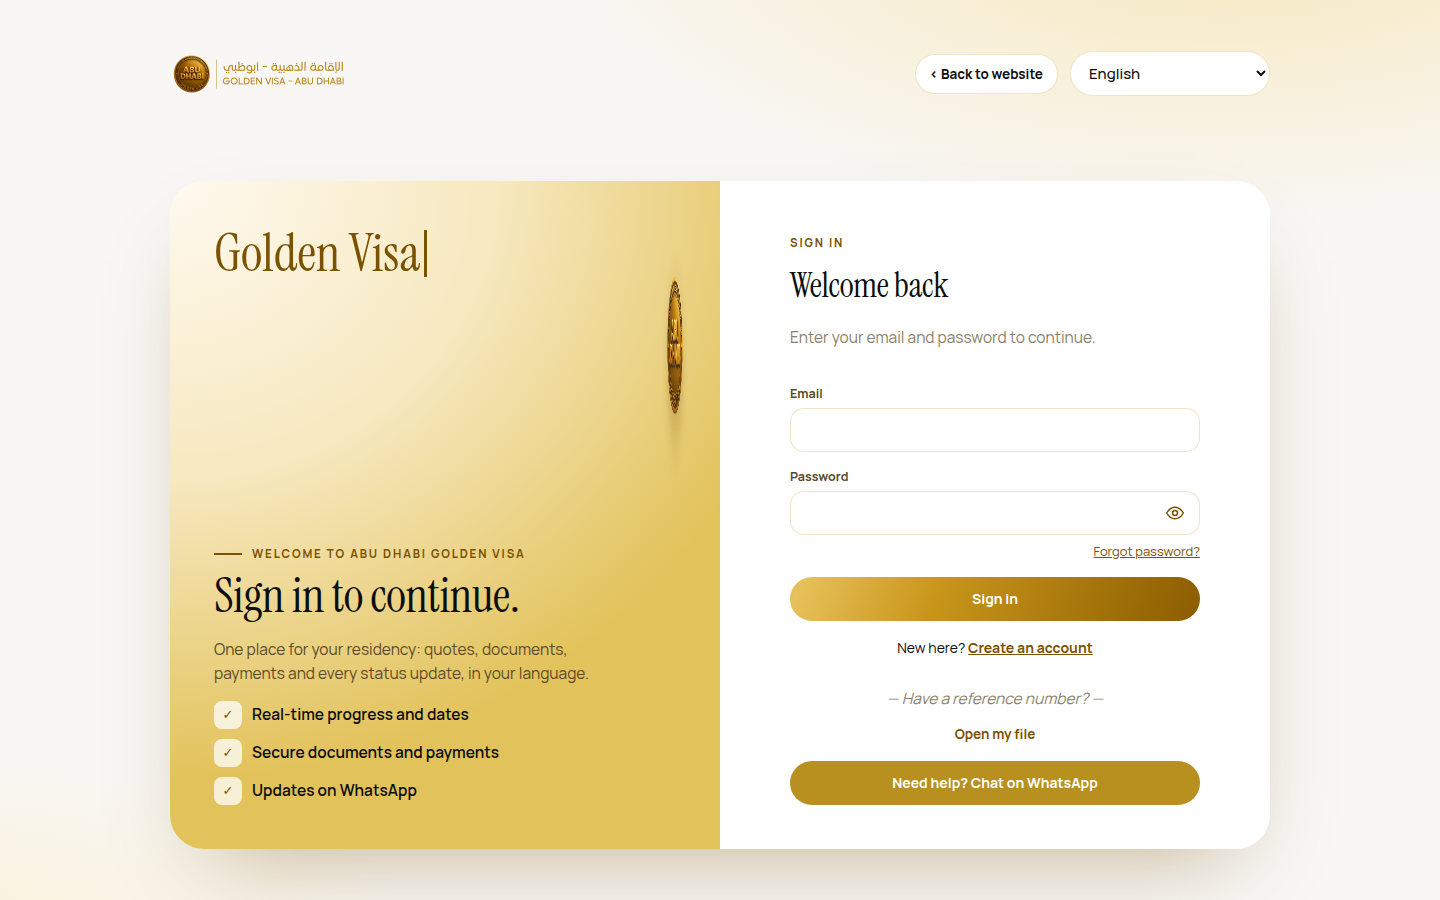 ABU DHABI
الإقامة الذهبية - أبوظبي
GOLDEN VISA - ABU DHABI
‹ Back to website
English
Golden Visa
WELCOME TO ABU DHABI GOLDEN VISA
Sign in to continue.
One place for your residency: quotes, documents,
payments and every status update, in your language.
✓ Real-time progress and dates
✓ Secure documents and payments
✓ Updates on WhatsApp
SIGN IN
Welcome back
Enter your email and password to continue.
Email
Password
Forgot password?
Sign in
New here? Create an account
— Have a reference number? —
Open my file
Need help? Chat on WhatsApp